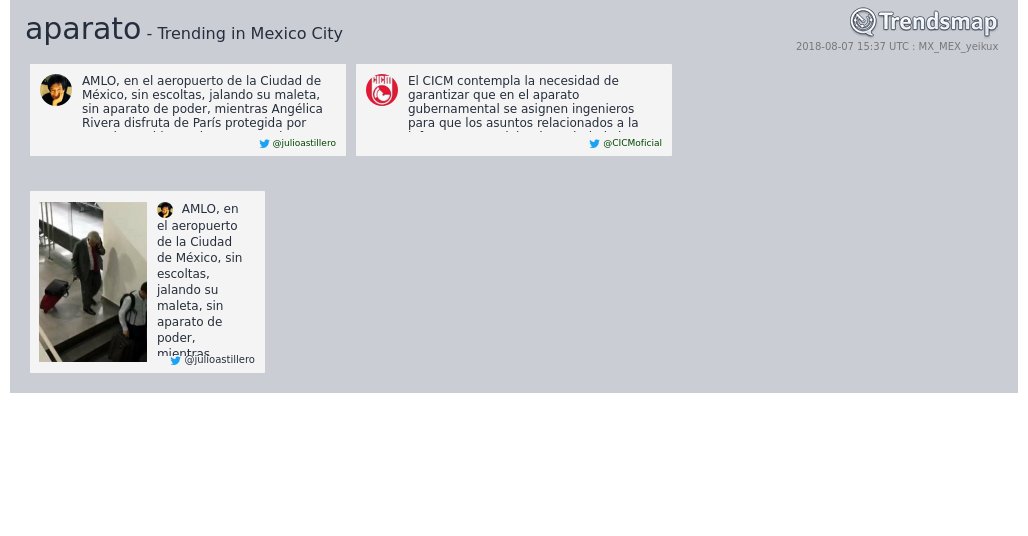 aparato - Trending in Mexico City
Trendsmap
2018-08-07 15:37 UTC : MX_MEX_yeikux
AMLO, en el aeropuerto de la Ciudad de
México, sin escoltas, jalando su maleta,
sin aparato de poder, mientras Angélica
Rivera disfruta de París protegida por
@julioastillero
CICM
El CICM contempla la necesidad de
garantizar que en el aparato
gubernamental se asignen ingenieros
para que los asuntos relacionados a la
@CICMoficial
AMLO, en
el aeropuerto
de la Ciudad
de México, sin
escoltas,
jalando su
maleta, sin
aparato de
poder,
mientras
@julioastillero